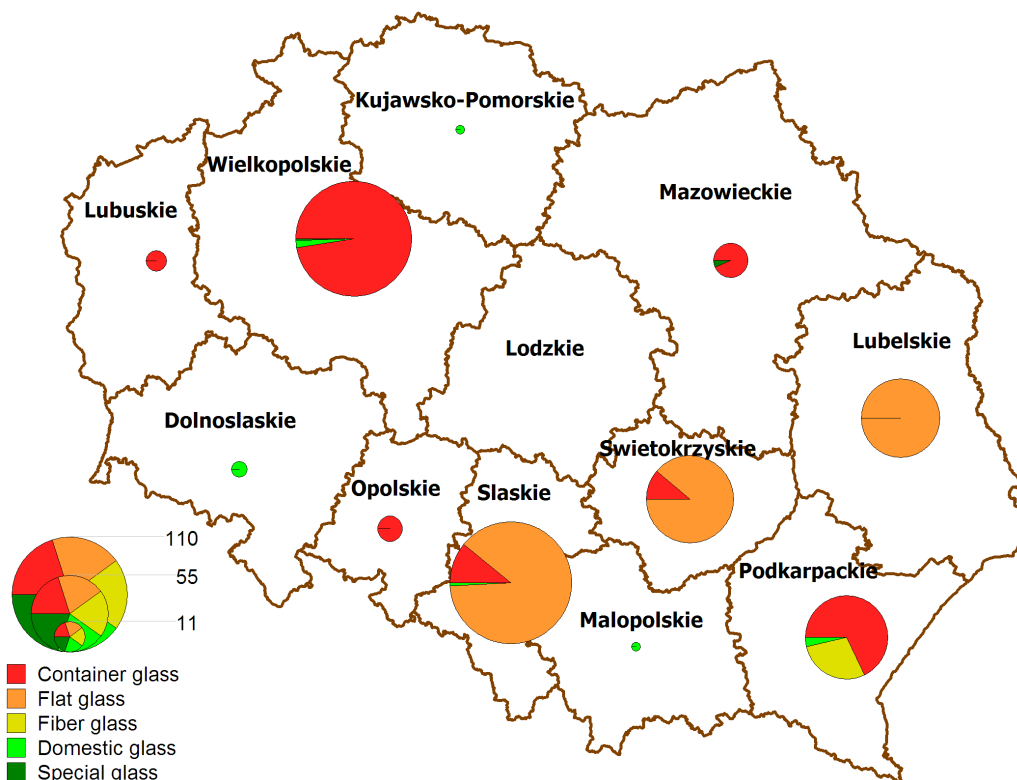 Kujawsko-Pomorskie
Wielkopolskie
Mazowieckie
Lubuskie
Lodzkie
Lubelskie
Dolnoslaskie
Swietokrzyskie
Opolskie
Slaskie
110
55
Podkarpackie
11
Malopolskie
Container glass
Flat glass
Fiber glass
Domestic glass
Special glass